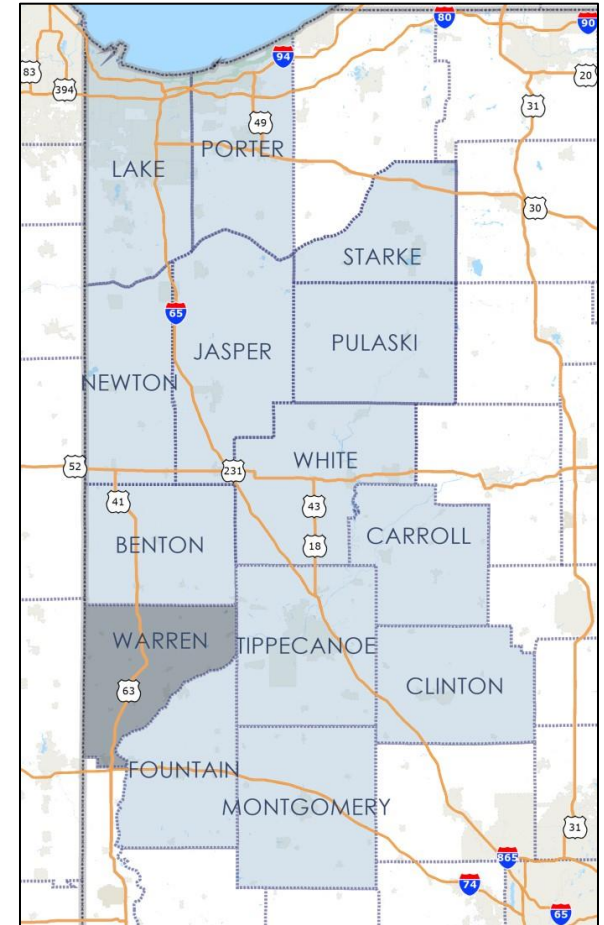 80
90
94
83
394
20
31
49
PORTER
LAKE
30
STARKE
65
JASPER
PULASKI
NEWTON
WHITE
52
231
41
43
CARROLL
BENTON
18
WARREN
TIPPECANOE
CLINTON
63
FOUNTAIN
MONTGOMERY
31
865
74
65